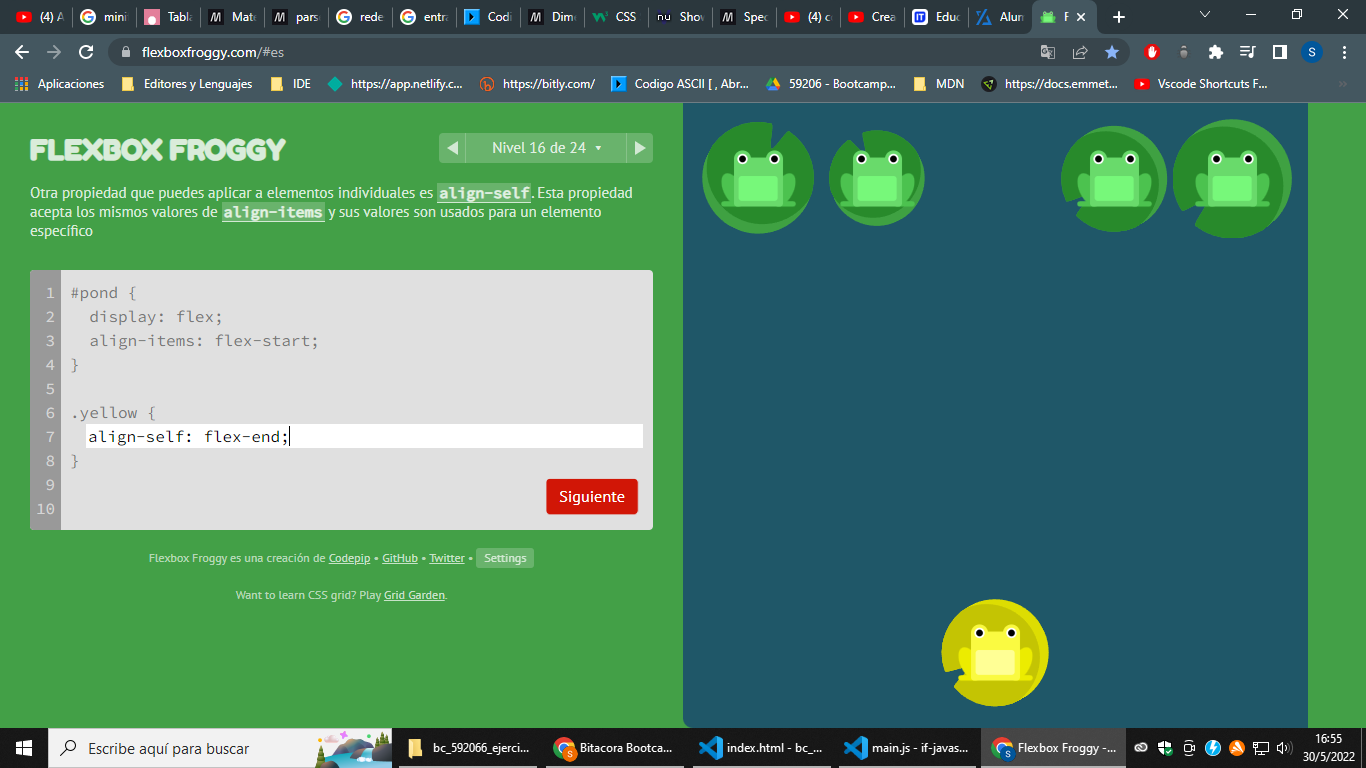 (4) A
mini
Tabla
Mate
parse
rede
entra
Codi
Dime
CSS
Show
Spec
(4) c
Crea
Educ
Alun
F
flexboxfroggy.com/#es
S
Aplicaciones
Editores y Lenguajes
IDE
https://app.netlify.c...
https://bitly.com/
Codigo ASCII [ , Abr...
59206 - Bootcamp...
MDN
https://docs.emmet...
Vscode Shortcuts F...
»
FLEXBOX FROGGY
Nivel 16 de 24
Otra propiedad que puedes aplicar a elementos individuales es align-self. Esta propiedad
acepta los mismos valores de align-items y sus valores son usados para un elemento
específico
1 #pond {
2 display: flex;
3 align-items: flex-start;
4 }
5
6 .yellow {
7 align-self: flex-end;
8 }
9
10
Siguiente
Flexbox Froggy es una creación de Codepip • GitHub • Twitter • Settings
Want to learn CSS grid? Play Grid Garden.
Escribe aquí para buscar
bc_592066_ejerci...
Bitacora Bootca...
index.html - bc_...
main.js - if-javas...
Flexbox Froggy -...
16:55
30/5/2022